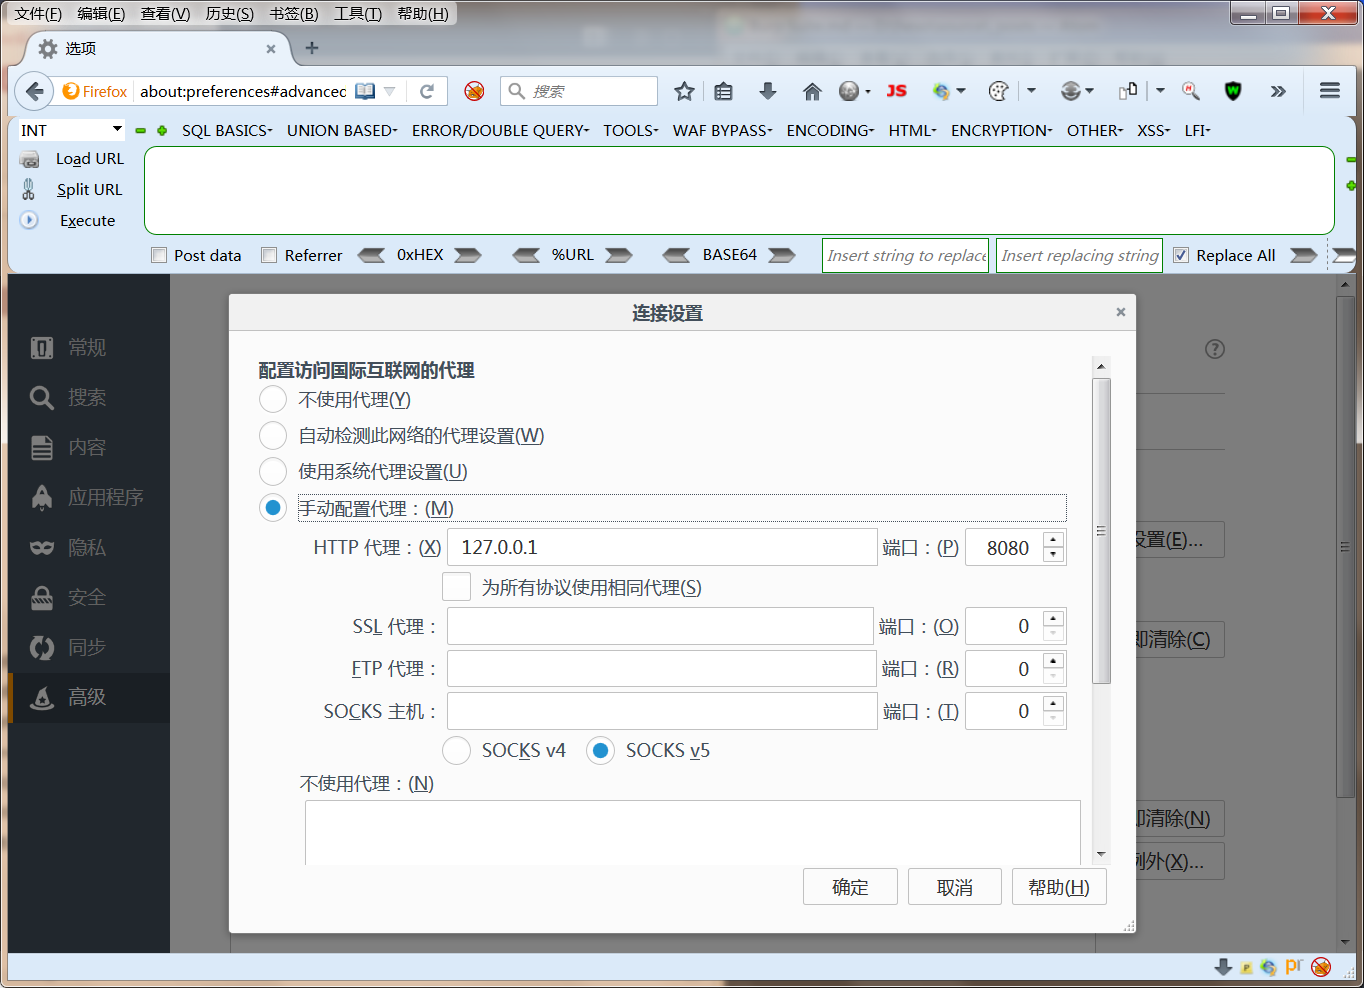 文件(F) 编辑(E) 查看(V) 历史(S) 书签(B) 工具(T) 帮助(H)
选项
Firefox about:preferences#advancec 搜索 JS
INT SQL BASICS UNION BASED ERROR/DOUBLE QUERY TOOLS WAF BYPASS ENCODING HTML ENCRYPTION OTHER XSS LFI
Load URL
Split URL
Execute
Post data Referrer 0xHEX %URL BASE64 Insert string to replace Insert replacing string Replace All
常规
搜索
内容
应用程序
隐私
安全
同步
高级
连接设置
配置访问国际互联网的代理
不使用代理(Y)
自动检测此网络的代理设置(W)
使用系统代理设置(U)
手动配置代理：(M)
HTTP 代理：(X) 127.0.0.1 端口：(P) 8080
为所有协议使用相同代理(S)
SSL 代理： 端口：(O) 0
FTP 代理： 端口：(R) 0
SOCKS 主机： 端口：(T) 0
SOCKS v4 SOCKS v5
不使用代理：(N)
确定 取消 帮助(H)
设置(E)...
即清除(C)
即清除(N)
例外(X)...
pr